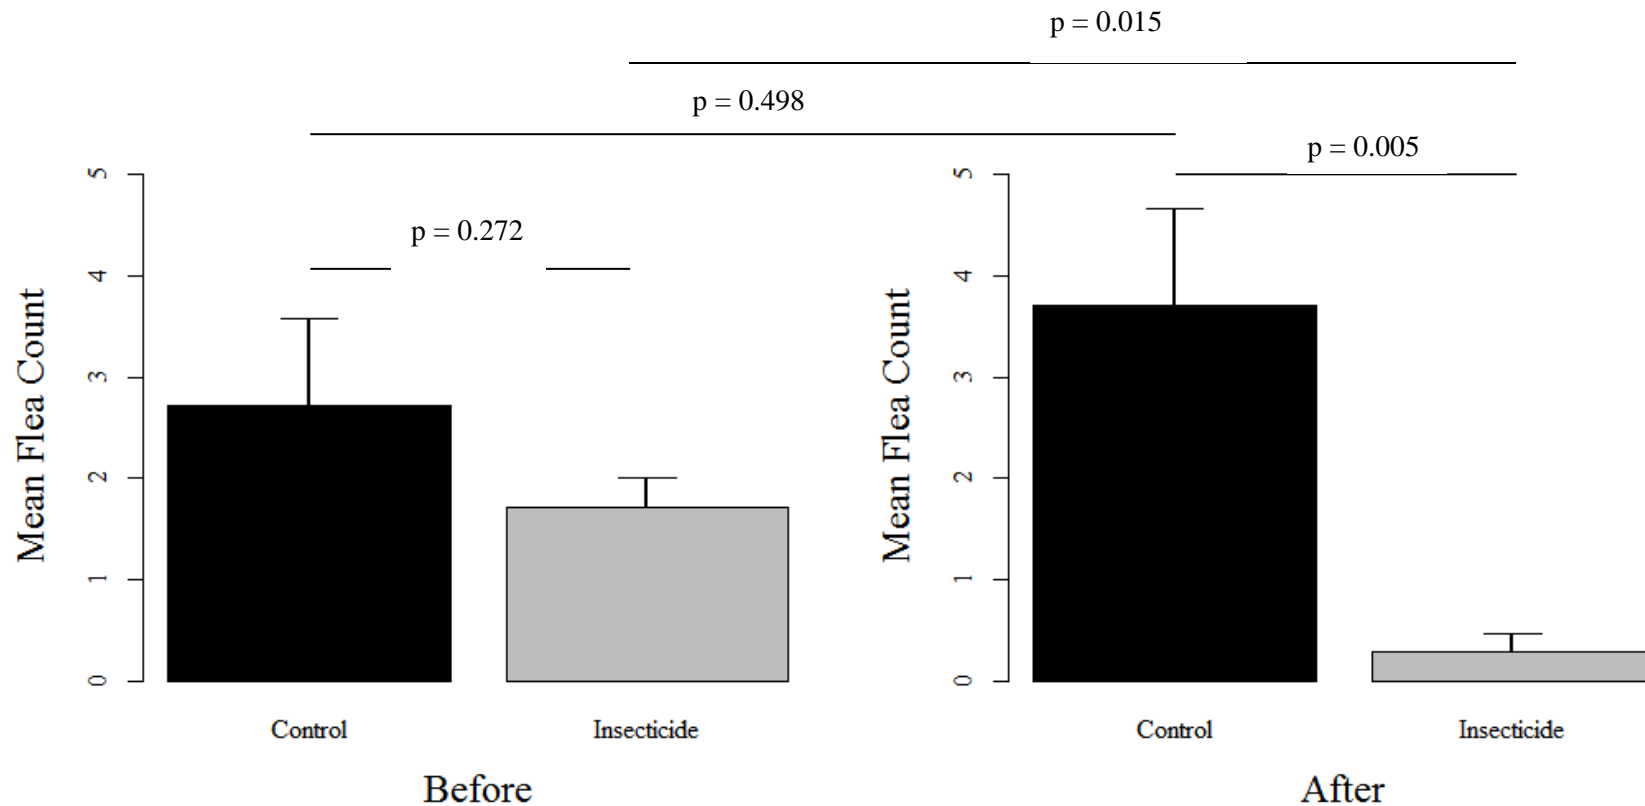 p = 0.015
p = 0.498
p = 0.005
p = 0.272
Mean Flea Count
5
4
3
2
1
0
Control
Insecticide
Before
Mean Flea Count
5
4
3
2
1
0
Control
Insecticide
After